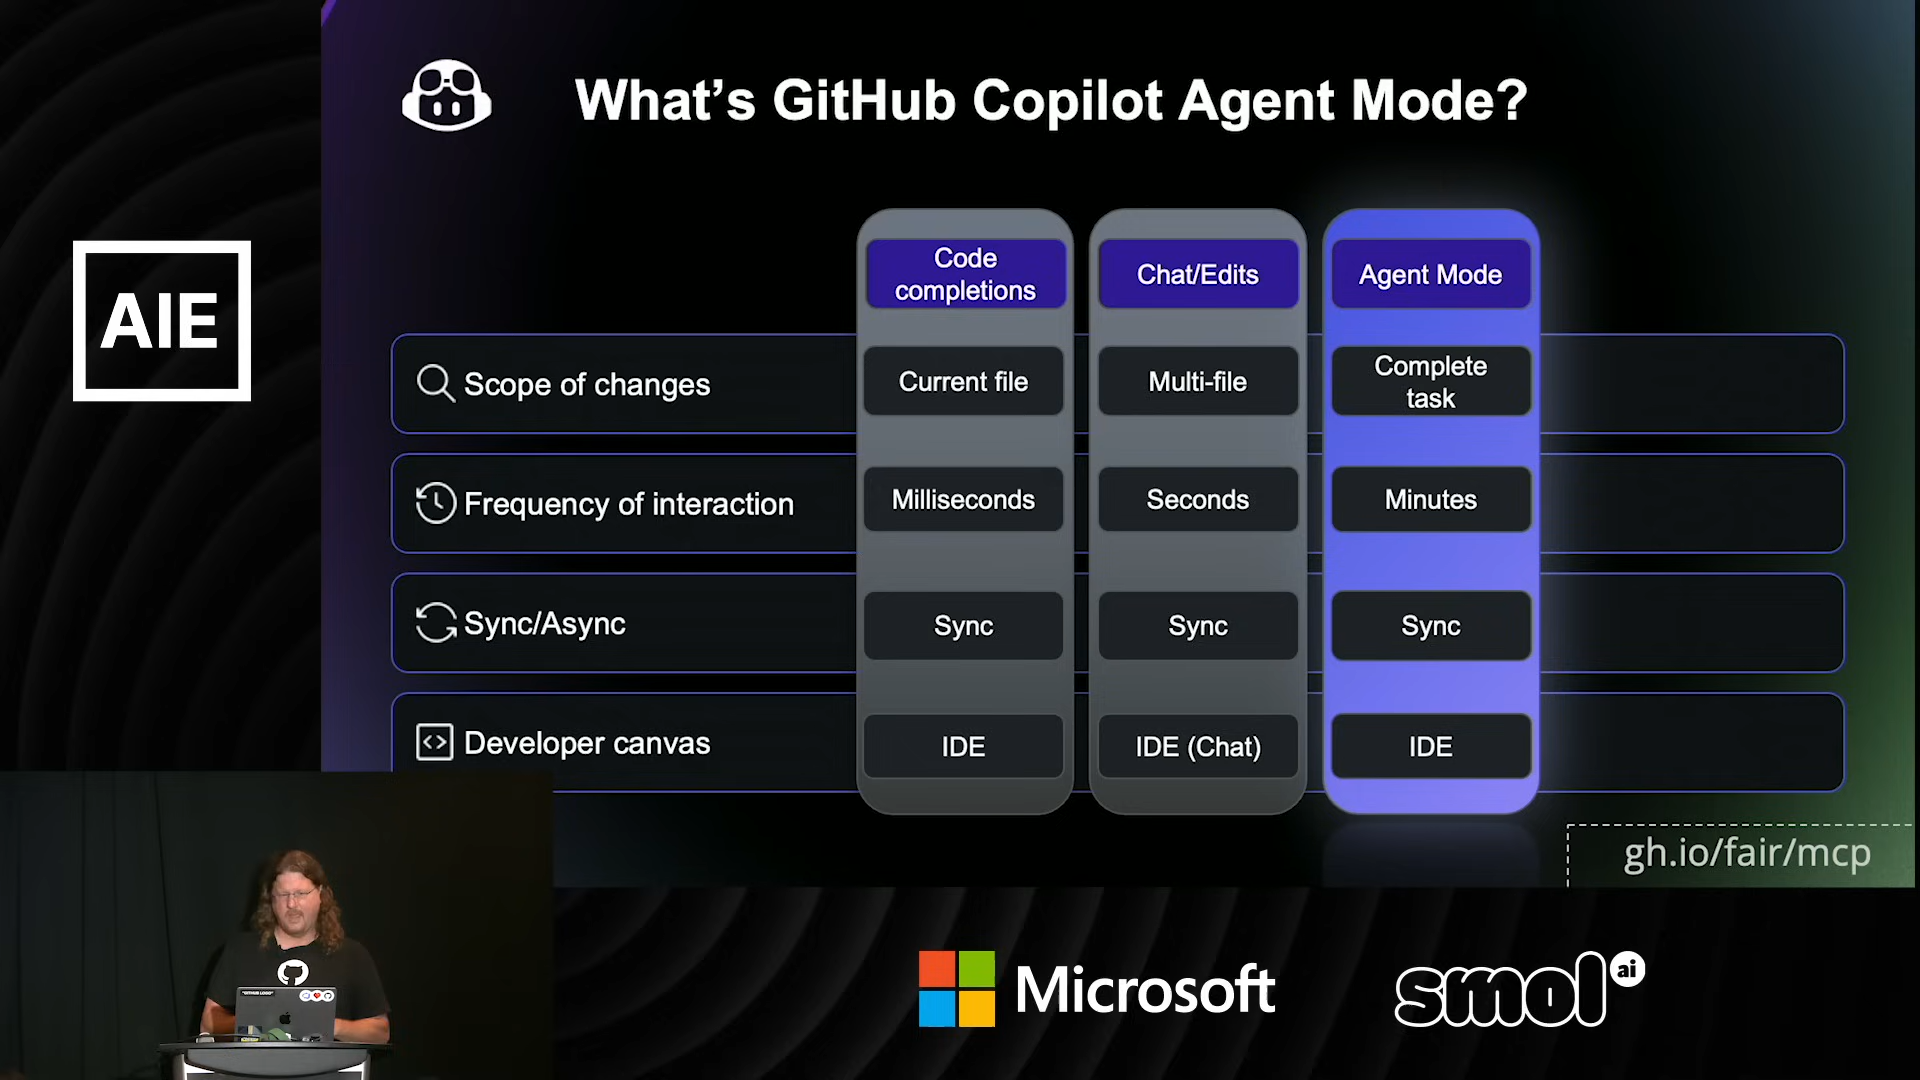 What's GitHub Copilot Agent Mode?
AIE
Code
completions
Chat/Edits
Agent Mode
Scope of changes
Current file
Multi-file
Complete
task
Frequency of interaction
Milliseconds
Seconds
Minutes
Sync/Async
Sync
Sync
Sync
Developer canvas
IDE
IDE (Chat)
IDE
gh.io/fair/mcp
Microsoft
smol ai
"GITHUB LOGO"